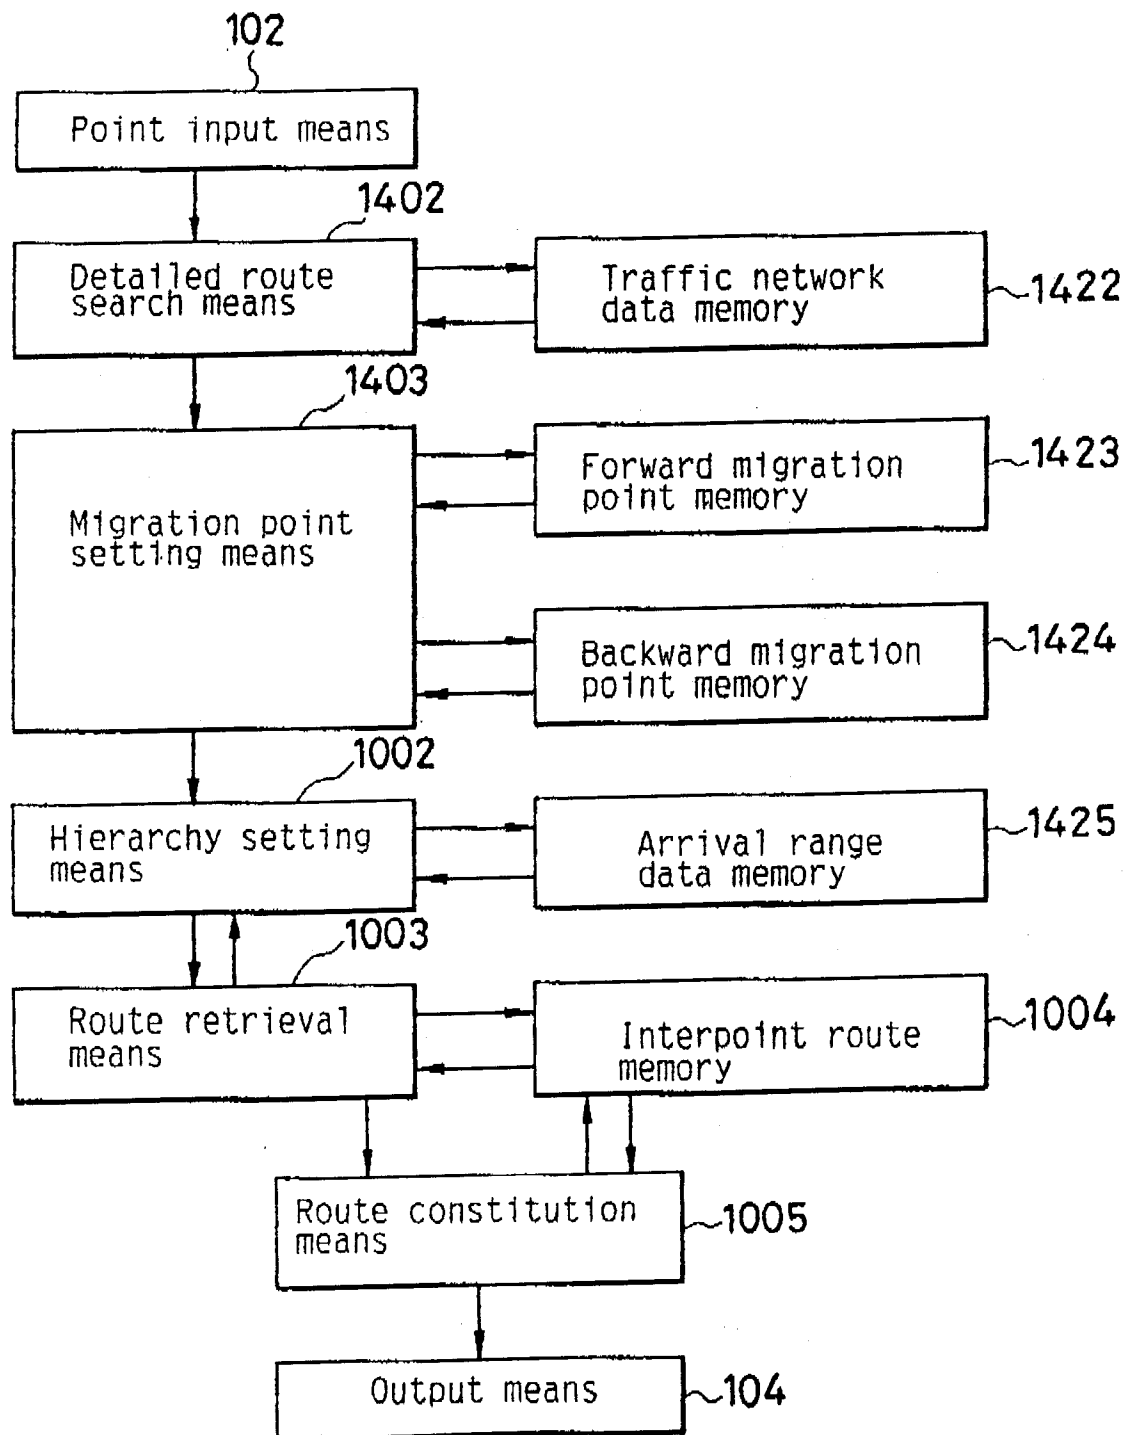 102
Point input means
1402
Detailed route
search means
Traffic network
data memory
1422
1403
Migration point
setting means
Forward migration
point memory
1423
Backward migration
point memory
1424
1002
Hierarchy setting
means
Arrival range
data memory
1425
1003
Route retrieval
means
Interpoint route
memory
1004
Route constitution
means
1005
Output means
104